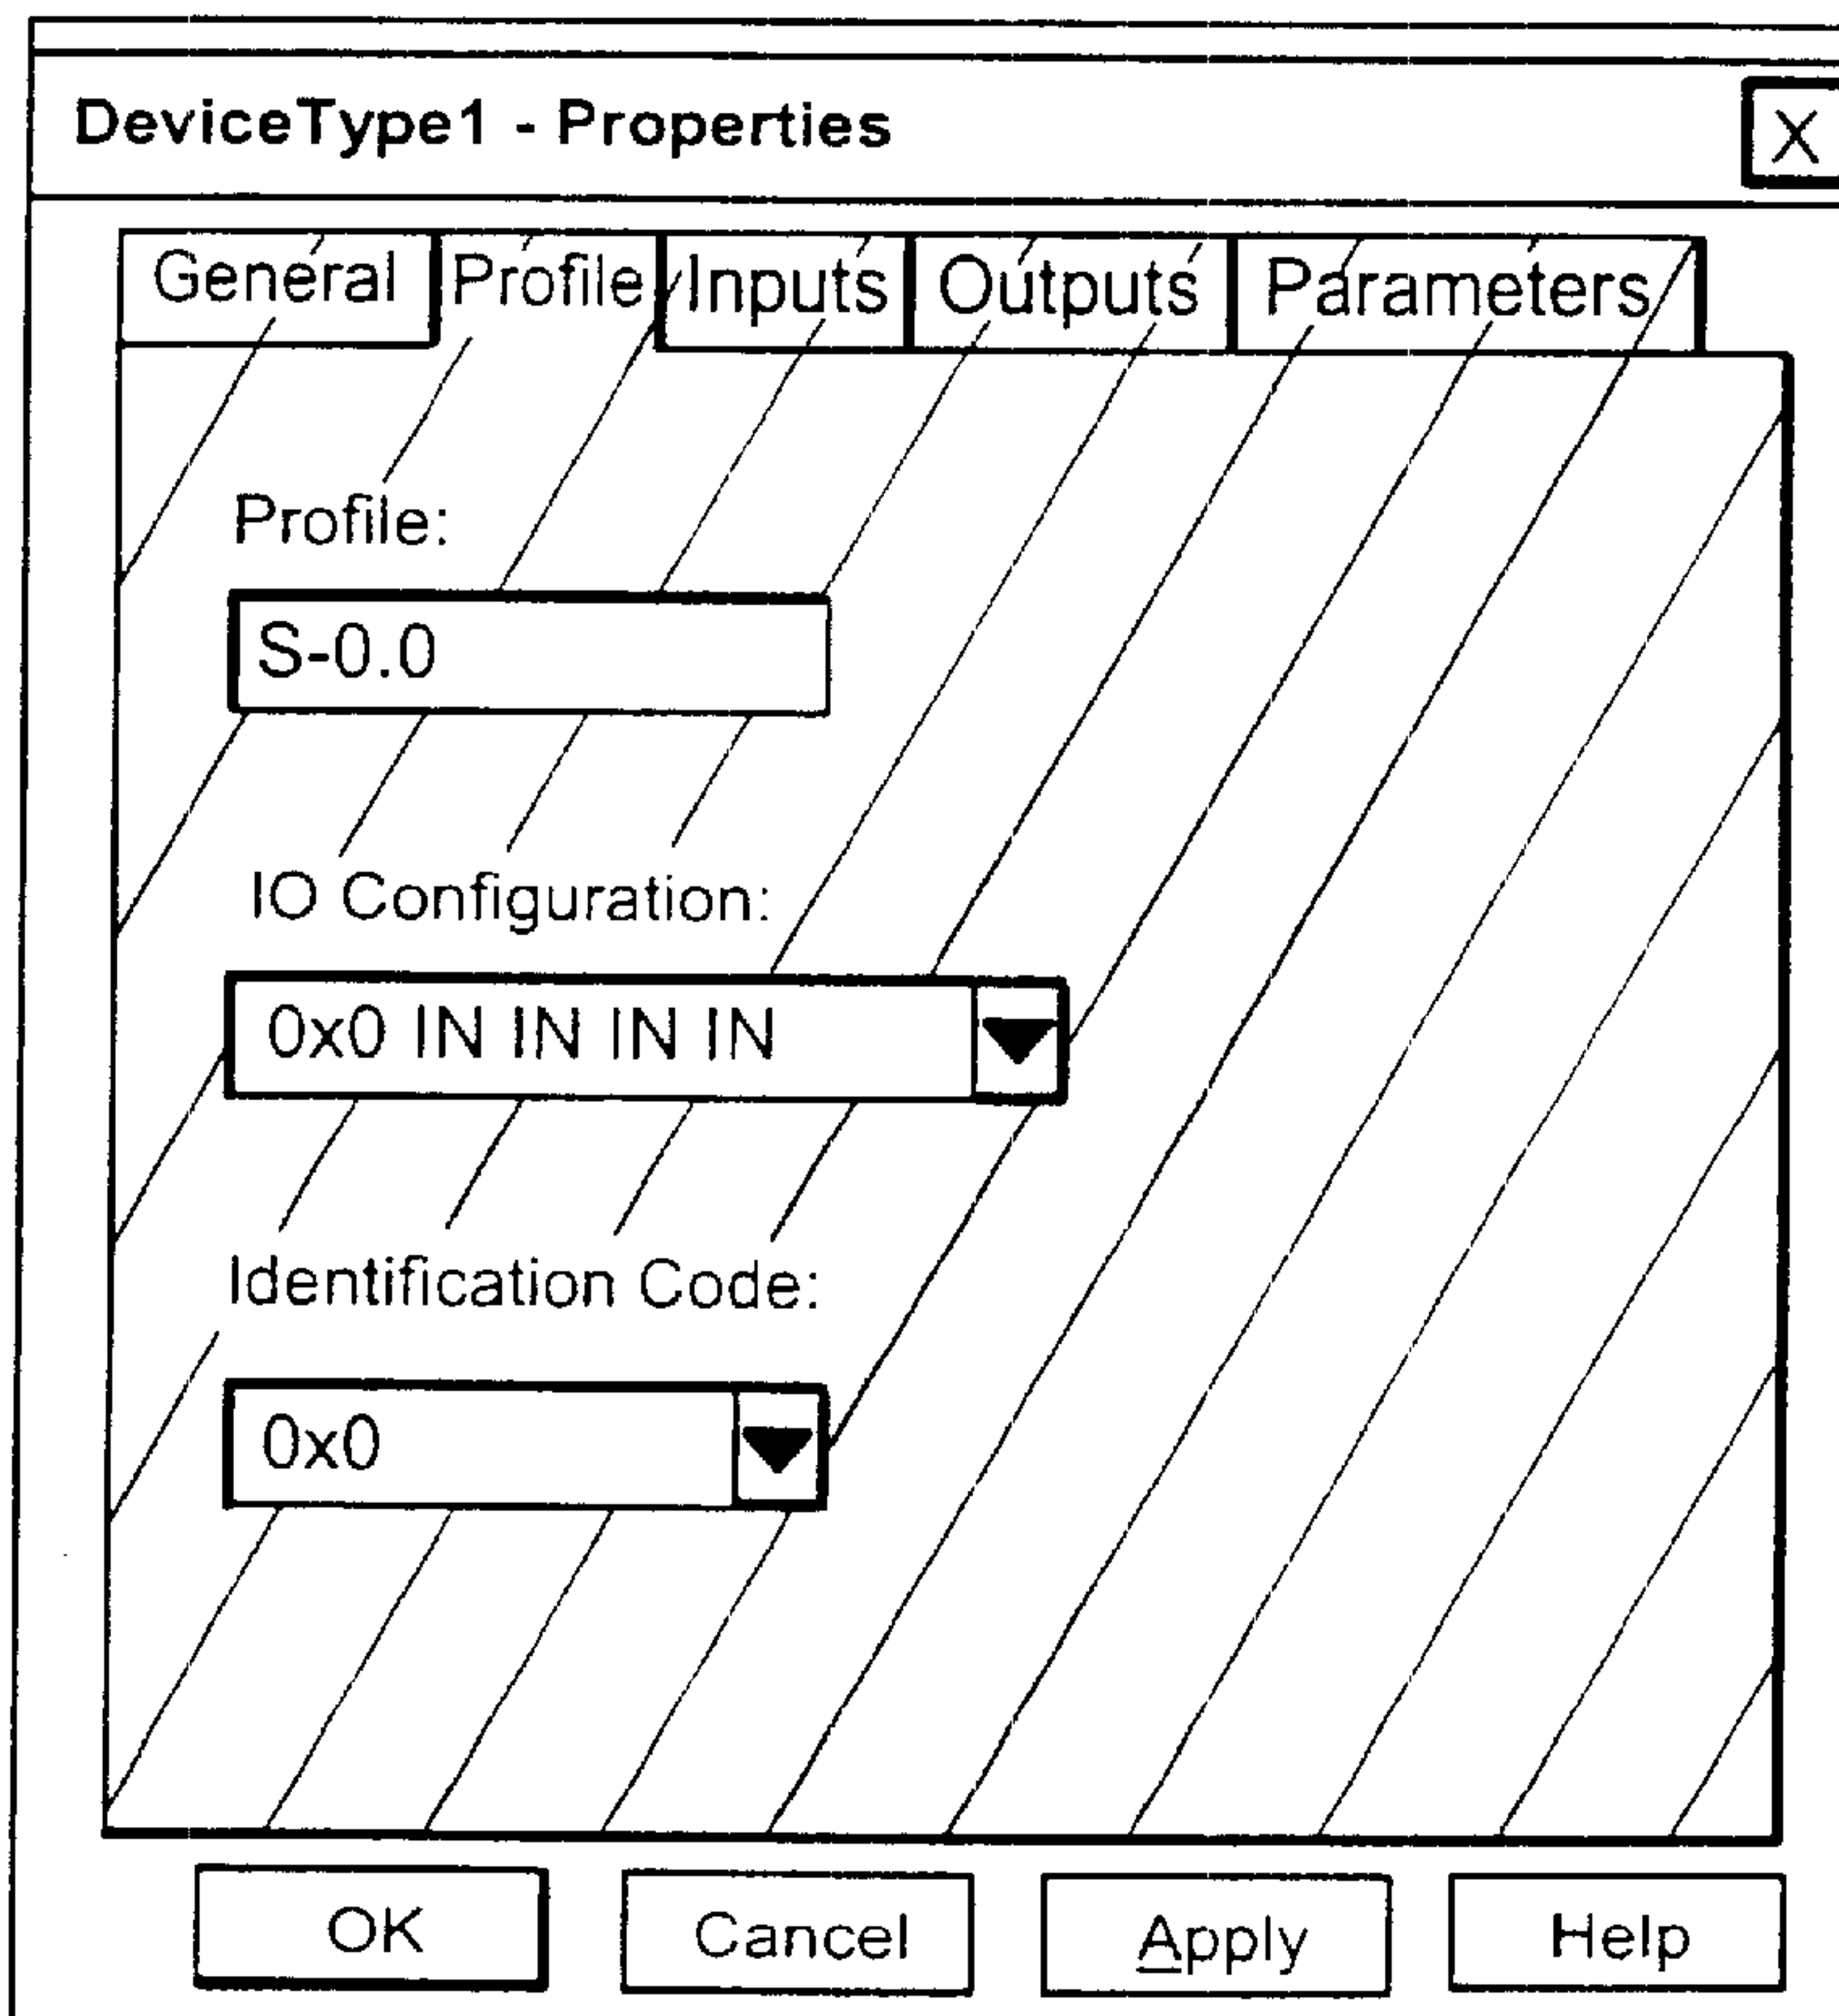 DeviceType1 - Properties X
General Profile Inputs Outputs Parameters
Profile:
S-0.0
IO Configuration:
0x0 IN IN IN IN
Identification Code:
0x0
OK Cancel Apply Help